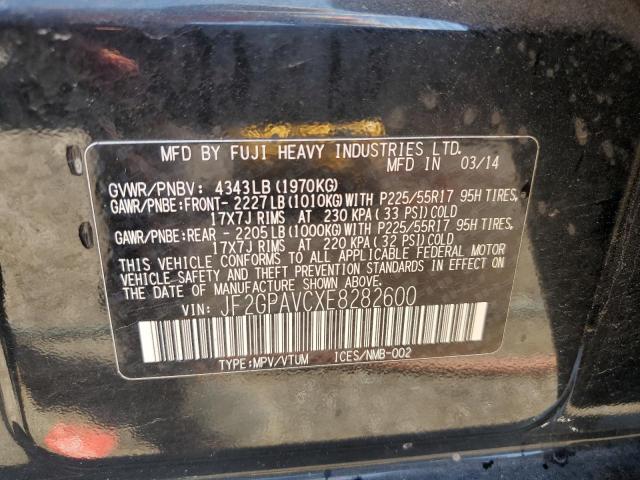 MFD BY FUJI HEAVY INDUSTRIES LTD.
MFD IN 03/14
GVWR/PNBV: 4343LB (1970KG)
GAWR/PNBE:FRONT- 2227LB (1010KG) WITH P225/55R17 95H TIRES,
17X7J RIMS AT 230 KPA (33 PSI) COLD
GAWR/PNBE:REAR - 2205LB (1000KG) WITH P225/55R17 95H TIRES,
17X7J RIMS AT 220 KPA (32 PSI) COLD
THIS VEHICLE CONFORMS TO ALL APPLICABLE FEDERAL MOTOR
VEHICLE SAFETY AND THEFT PREVENTION STANDARDS IN EFFECT ON
THE DATE OF MANUFACTURE SHOWN ABOVE.
VIN: JF2GPAVCXE8282600
TYPE:MPV/VTUM ICES/NMB-002